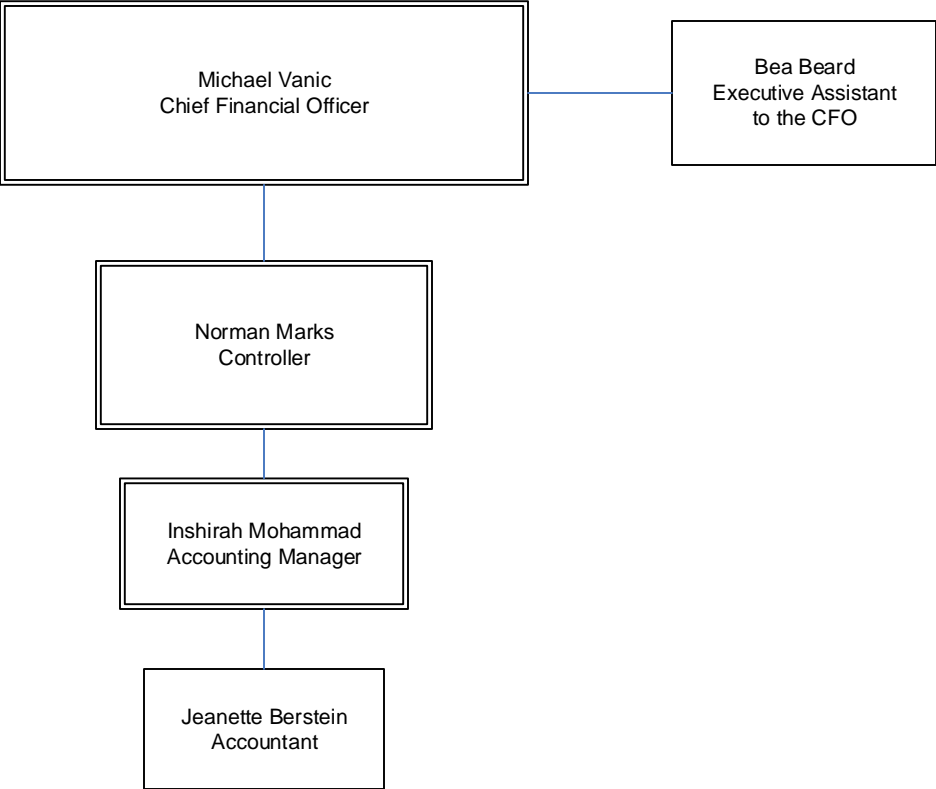 Michael Vanic
Chief Financial Officer
Bea Beard
Executive Assistant
to the CFO
Norman Marks
Controller
Inshirah Mohammad
Accounting Manager
Jeanette Berstein
Accountant